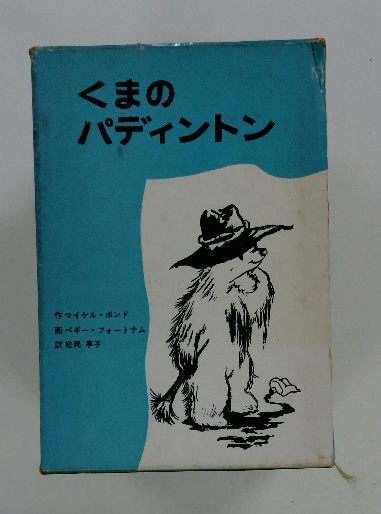 くまの
パディントン
作 マイケル・ボンド
画 ペギー・フォートナム
訳 松岡 享子